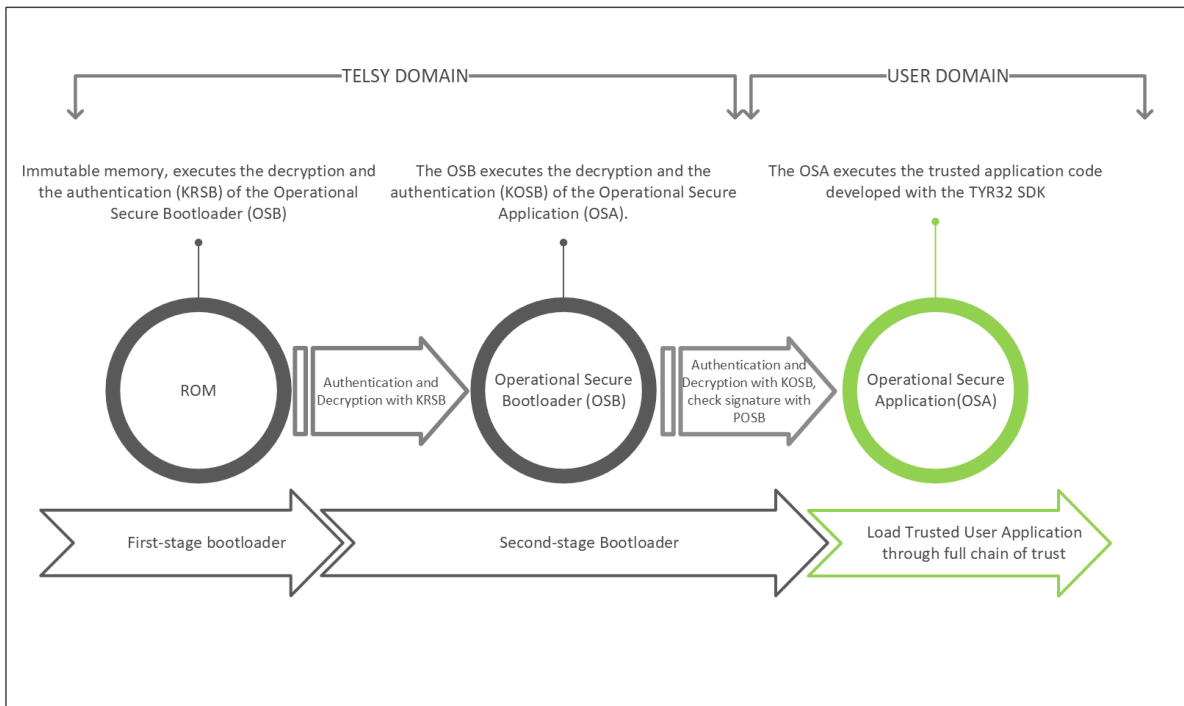 TELSY DOMAIN
USER DOMAIN
Immutable memory, executes the decryption and
the authentication (KRSB) of the Operational
Secure Bootloader (OSB)
The OSB executes the decryption and the
authentication (KOSB) of the Operational Secure
Application (OSA).
The OSA executes the trusted application code
developed with the TYR32 SDK
ROM
Authentication and
Decryption with KRSB
Operational Secure
Bootloader (OSB)
Authentication and
Decryption with KOSB,
check signature with
POSB
Operational Secure
Application(OSA)
First-stage bootloader
Second-stage Bootloader
Load Trusted User Application
through full chain of trust